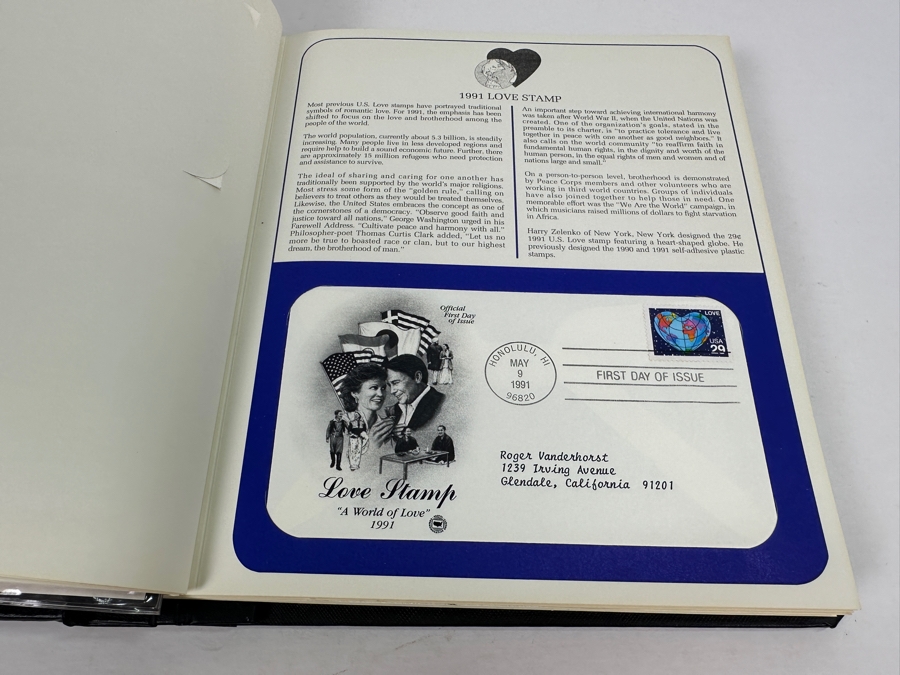 1991 LOVE STAMP
Most previous U.S. Love stamps have portrayed traditional
symbols of romantic love. For 1991, the emphasis has been
shifted to focus on the love and brotherhood among the
people of the world.
The world population, currently about 5.3 billion, is steadily
increasing. Many people live in less developed regions and
require help to build a sound economic future. Further, there
are approximately 15 million refugees who need protection
and assistance to survive.
The ideal of sharing and caring for one another has
traditionally been supported by the world's major religions.
Most stress some form of the "golden rule," calling on
believers to treat others as they would be treated themselves.
Likewise, the United States embraces the concept as one of
the cornerstones of a democracy. "Observe good faith and
justice toward all nations," George Washington urged in his
Farewell Address. "Cultivate peace and harmony with all."
Philosopher-poet Thomas Curtis Clark added, "Let us no
more be true to boasted race or clan, but to our highest
dream, the brotherhood of man."
An important step toward achieving international harmony
was taken after World War II, when the United Nations was
created. One of the organization's goals, stated in the
preamble to its charter, is "to practice tolerance and live
together in peace with one another as good neighbors." It
also calls on the world community "to reaffirm faith in
fundamental human rights, in the dignity and worth of the
human person, in the equal rights of men and women and of
nations large and small."
On a person-to-person level, brotherhood is demonstrated
by Peace Corps members and other volunteers who are
working in third world countries. Groups of individuals
have also joined together to help those in need. One
memorable effort was the "We Are the World" campaign, in
which musicians raised millions of dollars to fight starvation
in Africa.
Harry Zelenko of New York, New York designed the 29¢
1991 U.S. Love stamp featuring a heart-shaped globe. He
previously designed the 1990 and 1991 self-adhesive plastic
stamps.
Official
First Day
of Issue
HONOLULU, HI
MAY
9
1991
96820
FIRST DAY OF ISSUE
LOVE
USA
29
Roger Vanderhorst
1239 Irving Avenue
Glendale, California 91201
Love Stamp
"A World of Love"
1991